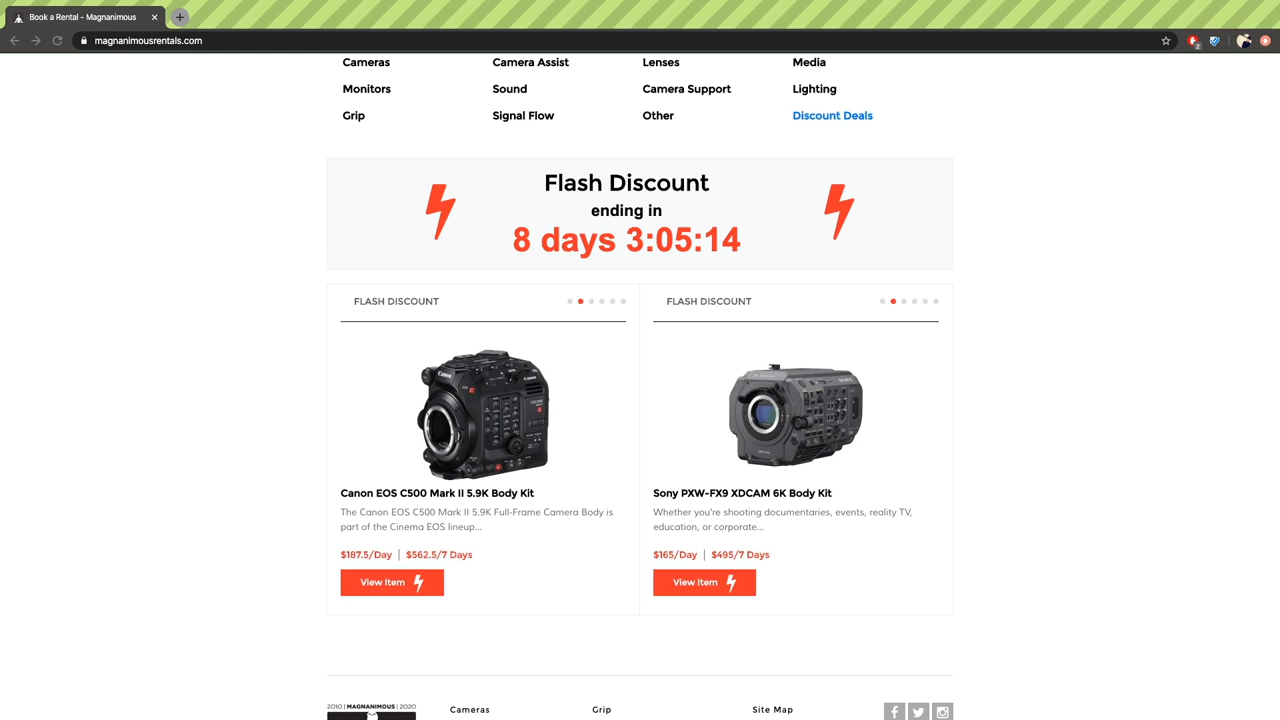 Book a Rental - Magnanimous
magnanimousrentals.com
2
Cameras Camera Assist Lenses Media
Monitors Sound Camera Support Lighting
Grip Signal Flow Other Discount Deals
Flash Discount
ending in
8 days 3:05:14
FLASH DISCOUNT
Canon
Canon EOS C500 Mark II 5.9K Body Kit
The Canon EOS C500 Mark II 5.9K Full-Frame Camera Body is
part of the Cinema EOS lineup...
$187.5/Day | $562.5/7 Days
View Item
FLASH DISCOUNT
SONY
Sony PXW-FX9 XDCAM 6K Body Kit
Whether you're shooting documentaries, events, reality TV,
education, or corporate...
$165/Day | $495/7 Days
View Item
2010 | MAGNANIMOUS | 2020
Cameras Grip Site Map